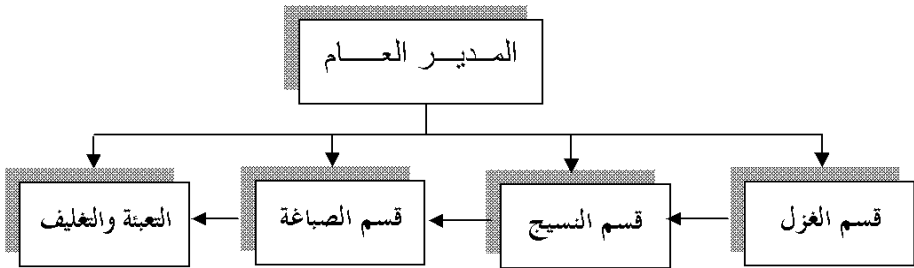 المدير العام
قسم الغزل
قسم النسيج
قسم الصباغة
التعبئة والتغليف